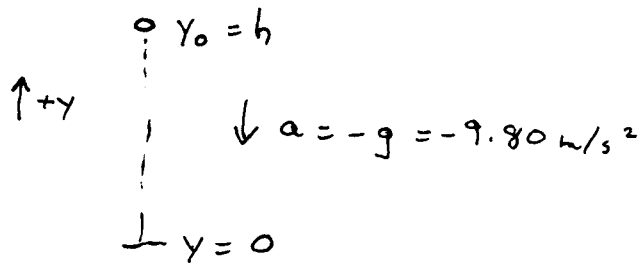 y₀ = h
↑ +y
↓ a = -g = -9.80 m/s²
y = 0